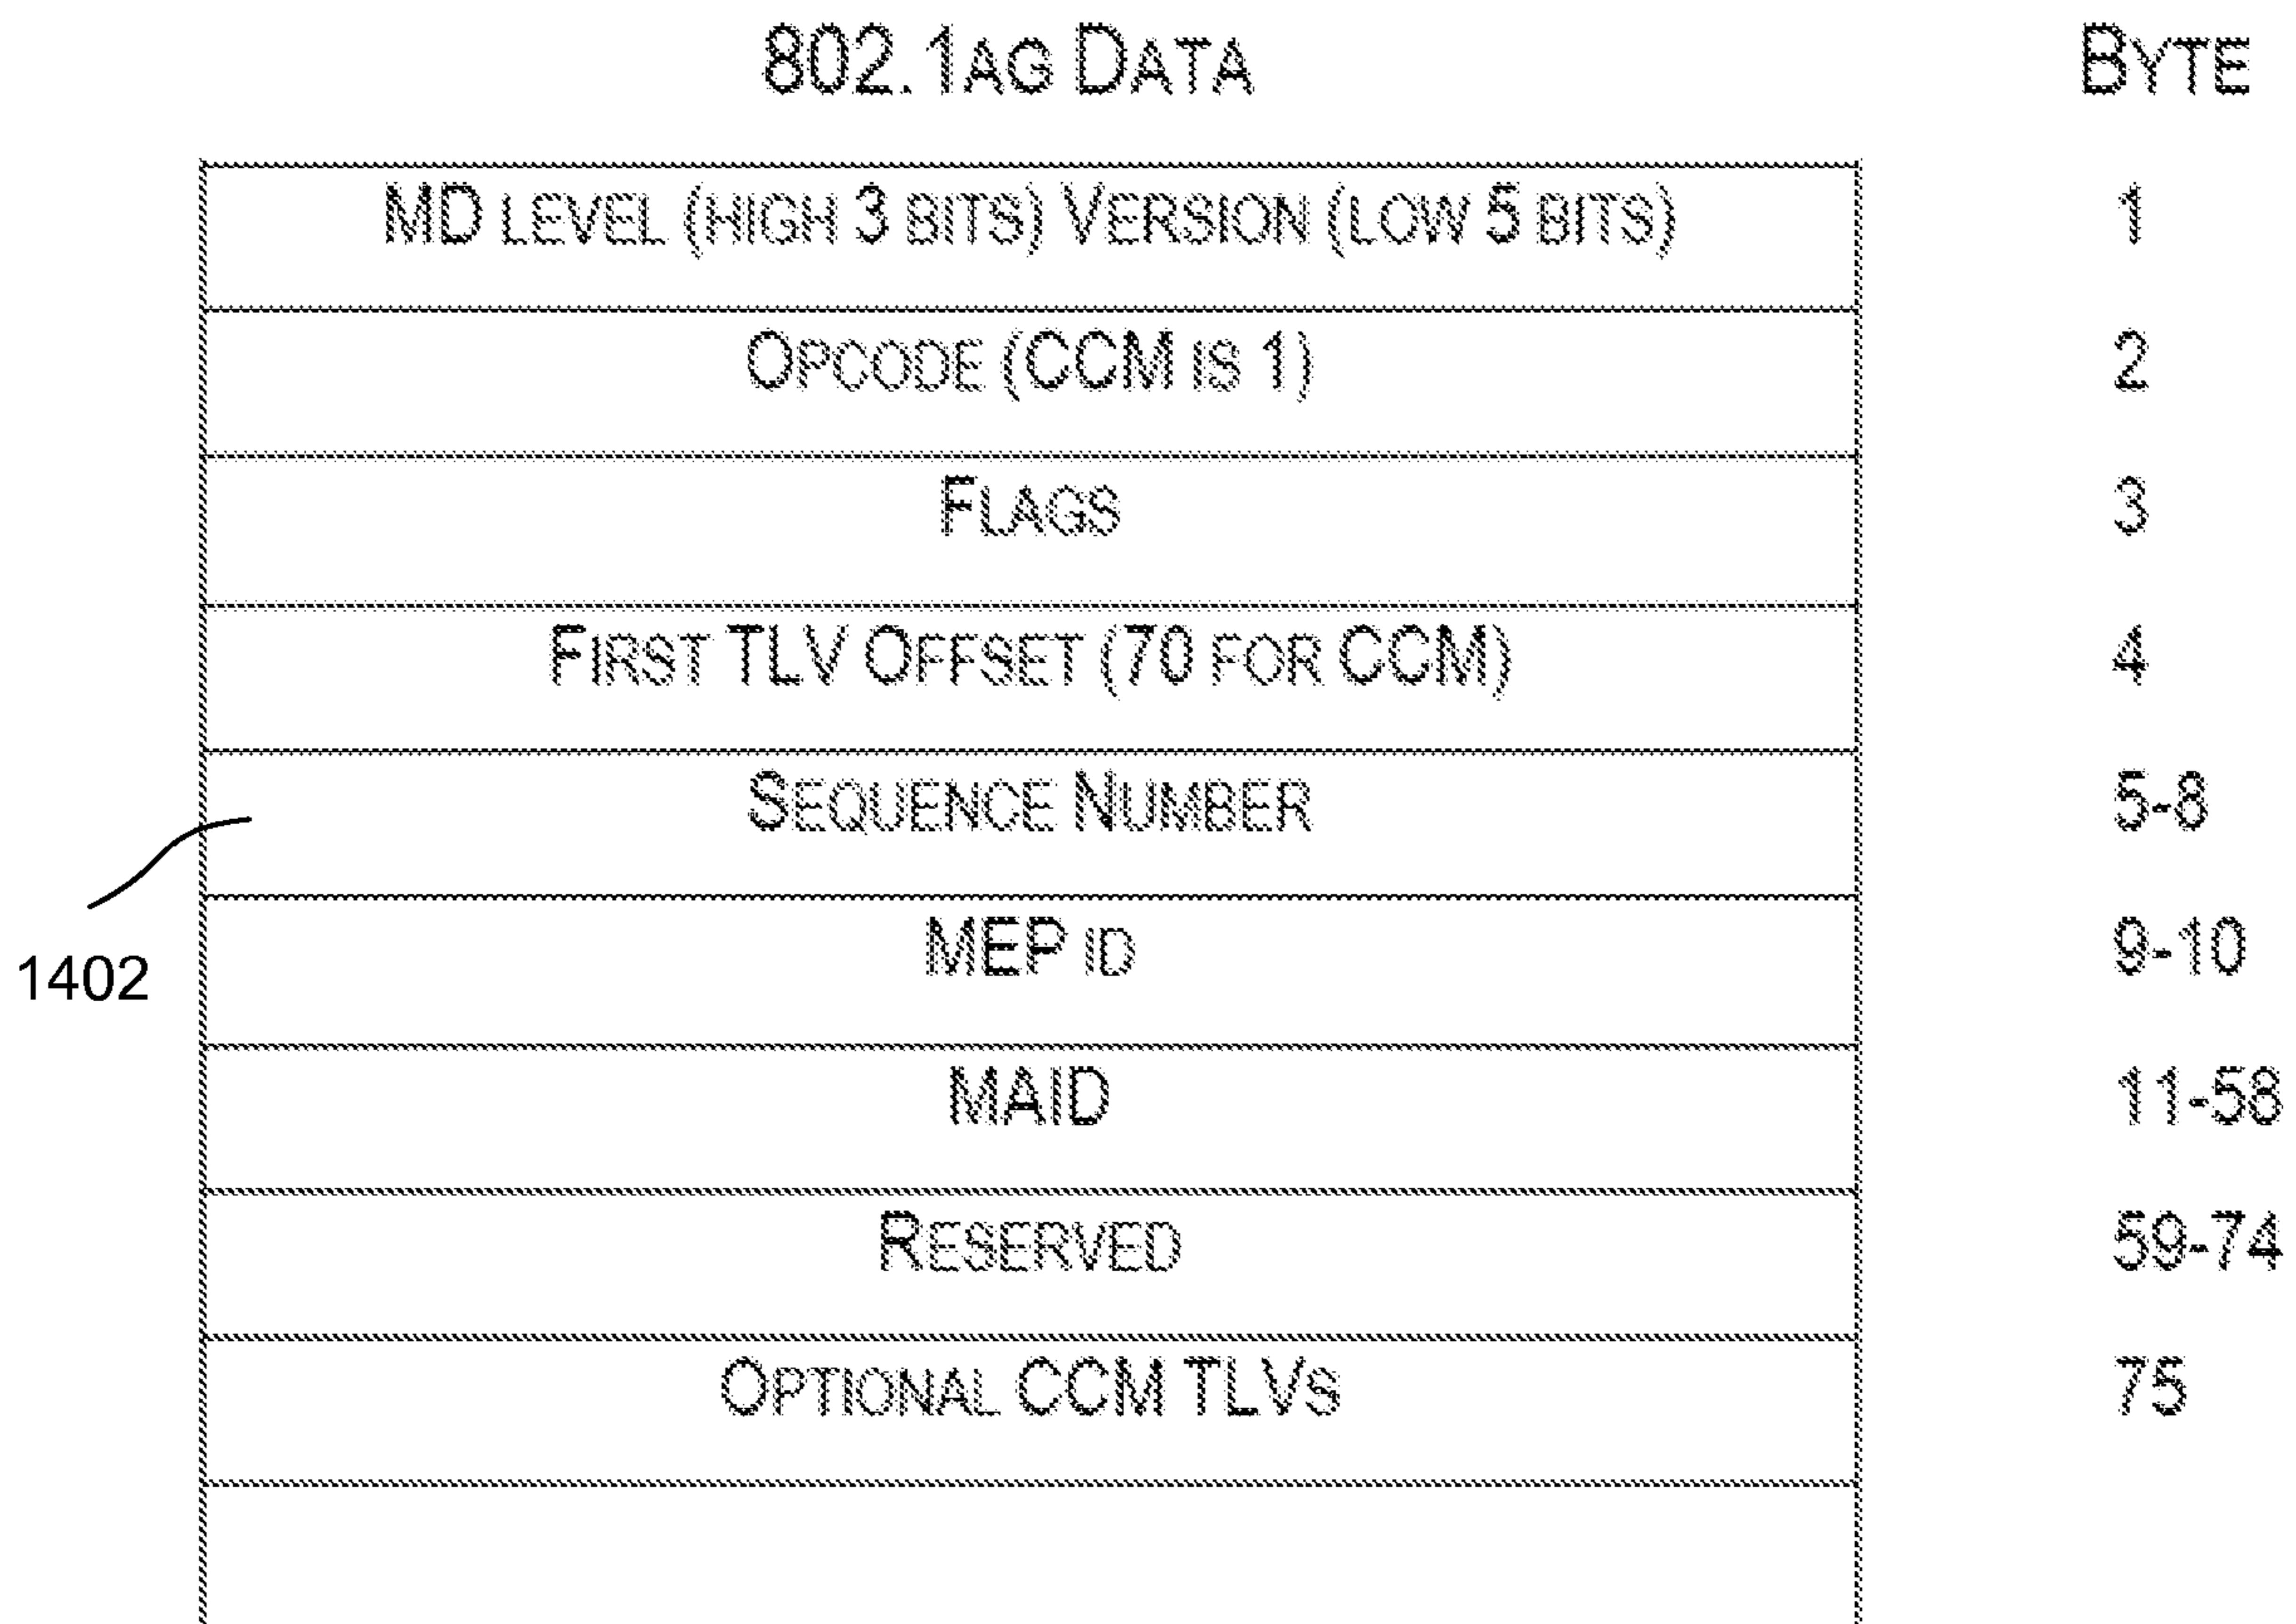 802.1AG DATA BYTE
MD LEVEL (HIGH 3 BITS) VERSION (LOW 5 BITS) 1
OPCODE (CCM IS 1) 2
FLAGS 3
FIRST TLV OFFSET (70 FOR CCM) 4
SEQUENCE NUMBER 5-8
1402
MEP ID 9-10
MAID 11-58
RESERVED 59-74
OPTIONAL CCM TLVS 75